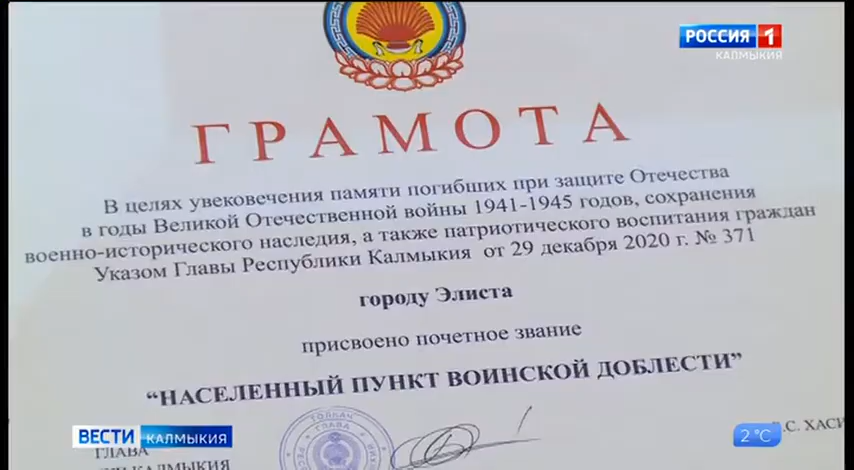 РОССИЯ 1
КАЛМЫКИЯ
ГРАМОТА
В целях увековечения памяти погибших при защите Отечества
в годы Великой Отечественной войны 1941-1945 годов, сохранения
военно-исторического наследия, а также патриотического воспитания граждан
Указом Главы Республики Калмыкия от 29 декабря 2020 г. № 371
городу Элиста
присвоено почетное звание
“НАСЕЛЕННЫЙ ПУНКТ ВОИНСКОЙ ДОБЛЕСТИ”
ГЛАВА
.С. ХАСИ
КАЛМЫКИЯ
ВЕСТИ КАЛМЫКИЯ
2°C